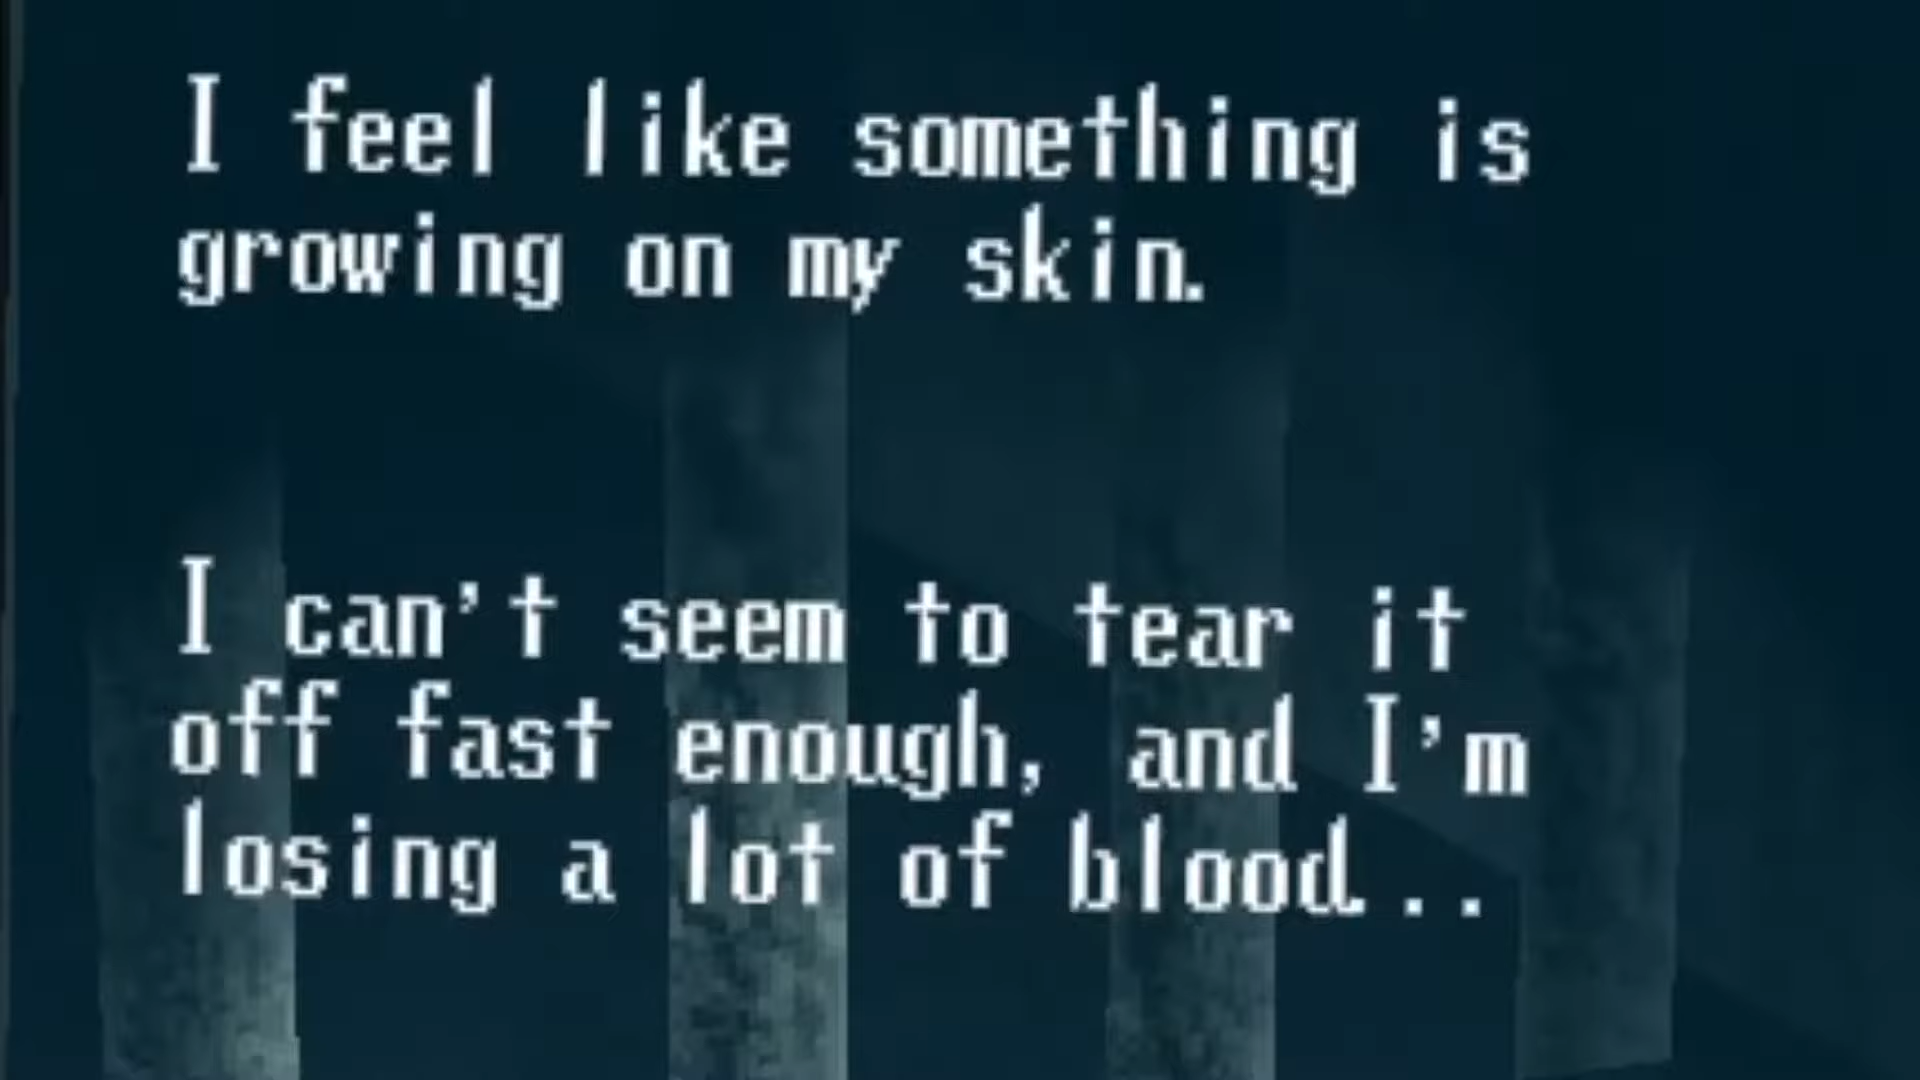 I feel like something is
growing on my skin.
I can't seem to tear it
off fast enough, and I'm
losing a lot of blood...